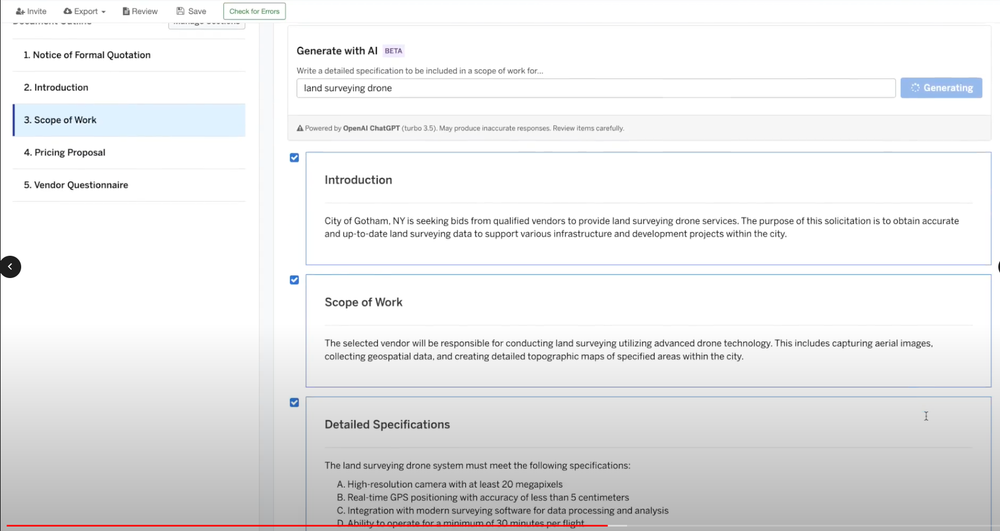 Invite
Export
Review
Save
Check for Errors
Document Outline
Manage Sections
1. Notice of Formal Quotation
2. Introduction
3. Scope of Work
4. Pricing Proposal
5. Vendor Questionnaire
Generate with AI BETA
Write a detailed specification to be included in a scope of work for...
land surveying drone
Generating
Powered by OpenAI ChatGPT (turbo 3.5). May produce inaccurate responses. Review items carefully.
Introduction
City of Gotham, NY is seeking bids from qualified vendors to provide land surveying drone services. The purpose of this solicitation is to obtain accurate
and up-to-date land surveying data to support various infrastructure and development projects within the city.
Scope of Work
The selected vendor will be responsible for conducting land surveying utilizing advanced drone technology. This includes capturing aerial images,
collecting geospatial data, and creating detailed topographic maps of specified areas within the city.
Detailed Specifications
The land surveying drone system must meet the following specifications:
A. High-resolution camera with at least 20 megapixels
B. Real-time GPS positioning with accuracy of less than 5 centimeters
C. Integration with modern surveying software for data processing and analysis
D. Ability to operate for a minimum of 30 minutes per flight